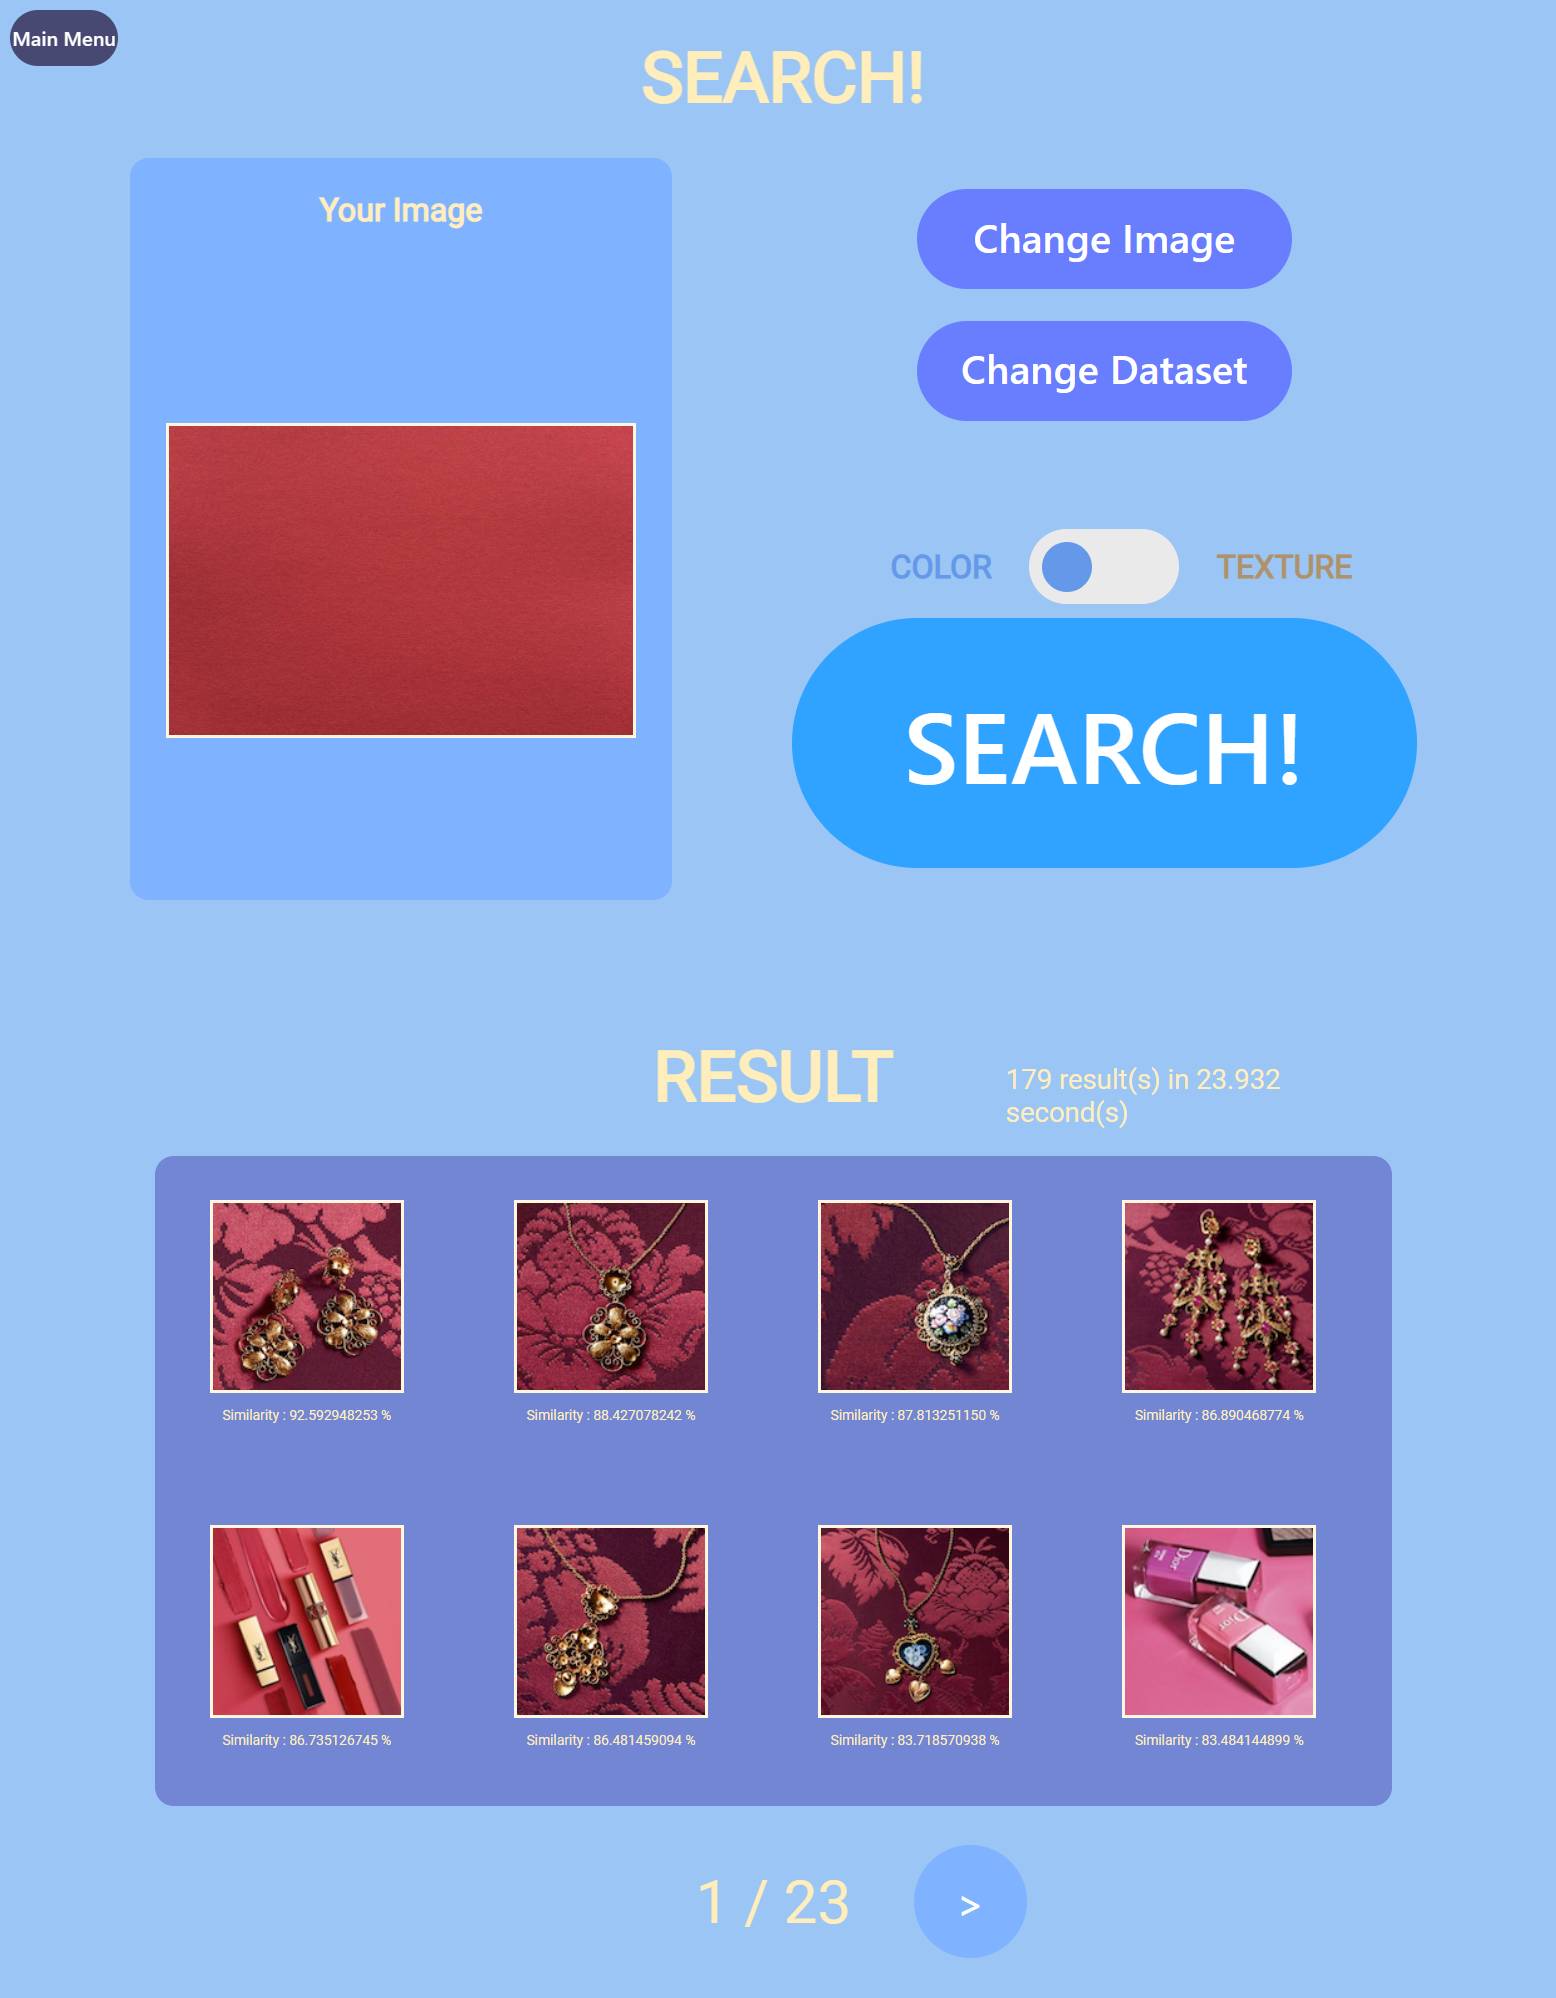 Main Menu
SEARCH!
Your Image
Change Image
Change Dataset
COLOR
TEXTURE
SEARCH!
RESULT
179 result(s) in 23.932
second(s)
Similarity : 92.592948253 %
Similarity : 88.427078242 %
Similarity : 87.813251150 %
Similarity : 86.890468774 %
Dior
Dior
Similarity : 86.735126745 %
Similarity : 86.481459094 %
Similarity : 83.718570938 %
Similarity : 83.484144899 %
1 / 23
>